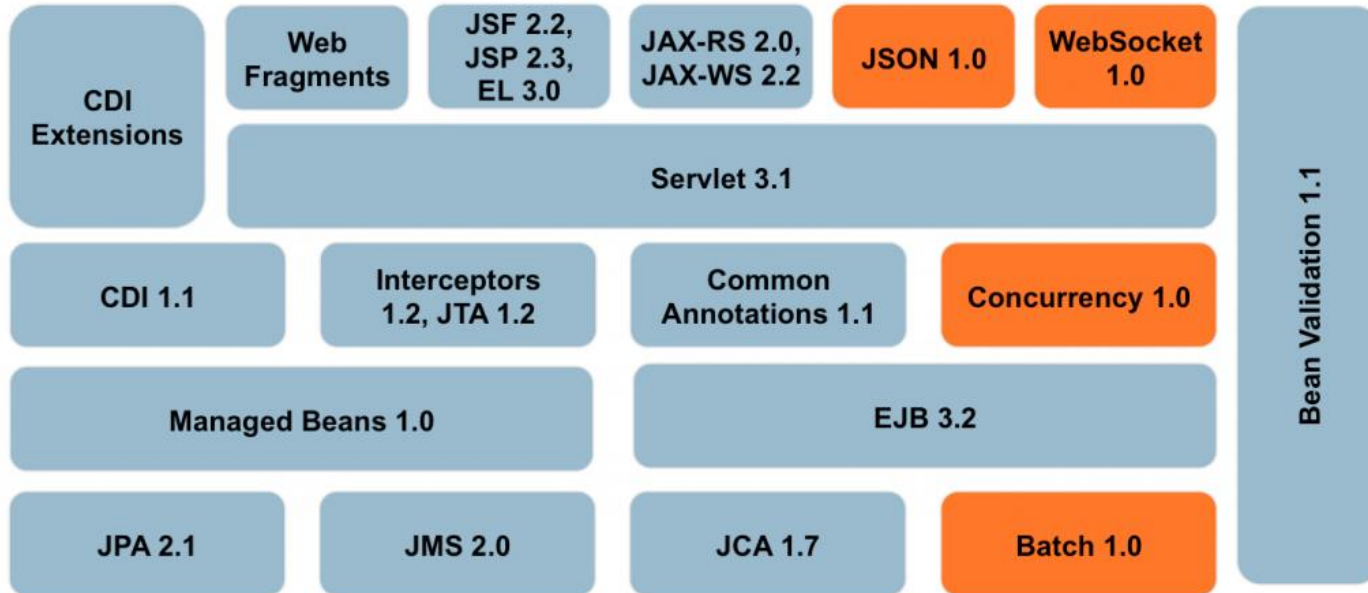 CDI
Extensions
Web
Fragments
JSF 2.2,
JSP 2.3,
EL 3.0
JAX-RS 2.0,
JAX-WS 2.2
JSON 1.0
WebSocket
1.0
Servlet 3.1
CDI 1.1
Interceptors
1.2, JTA 1.2
Common
Annotations 1.1
Concurrency 1.0
Managed Beans 1.0
EJB 3.2
JPA 2.1
JMS 2.0
JCA 1.7
Batch 1.0
Bean Validation 1.1